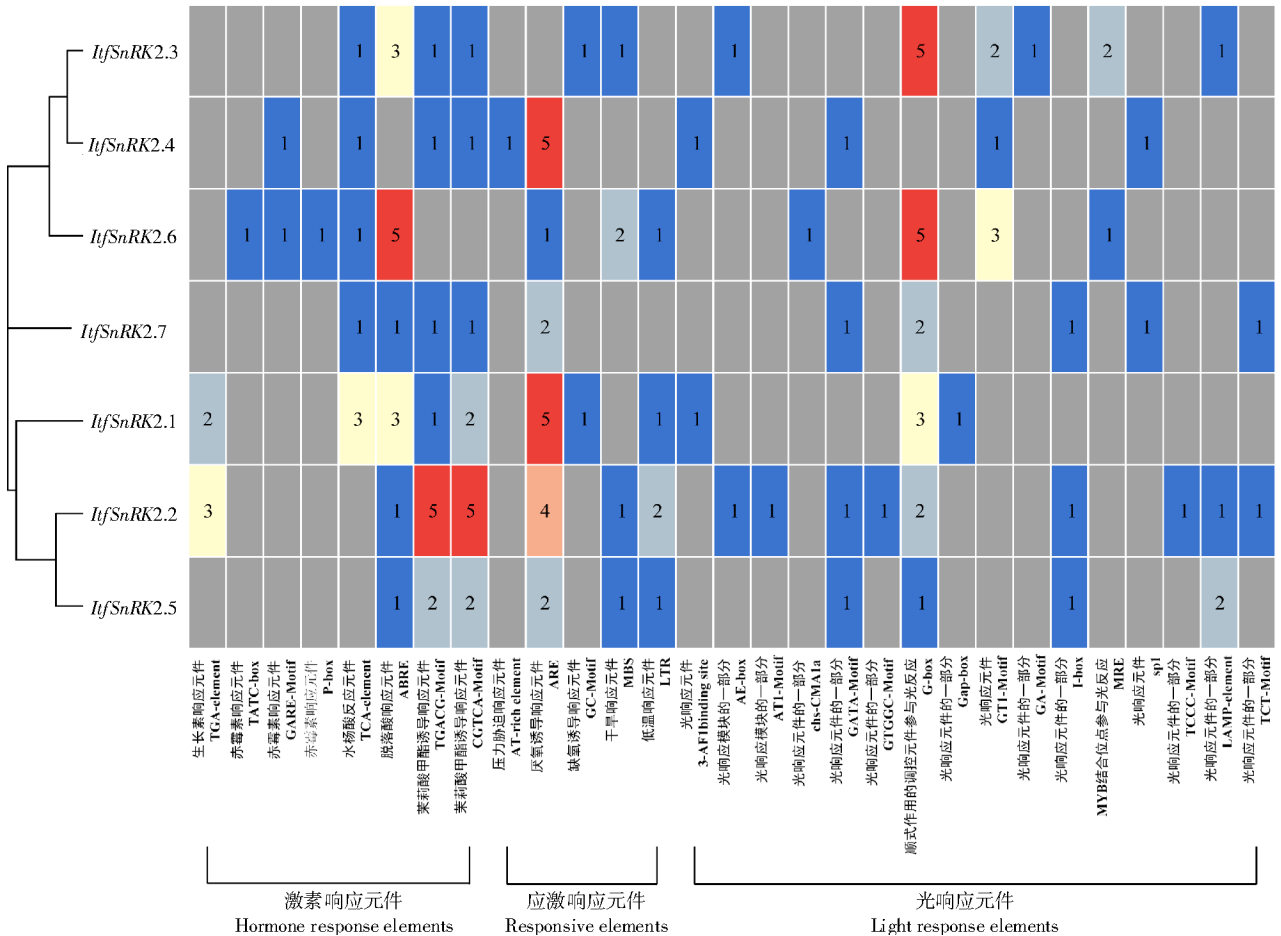 ItfSnRK2.3 1 3 1 1 1 1 1 5 2 1 2 1
ItfSnRK2.4 1 1 1 1 1 5 1 1 1 1
ItfSnRK2.6 1 1 1 1 5 1 2 1 1 5 3 1
ItfSnRK2.7 1 1 1 1 2 1 2 1 1 1
ItfSnRK2.1 2 3 3 1 2 5 1 1 1 3 1
ItfSnRK2.2 3 1 5 5 4 1 2 1 1 1 1 2 1 1 1 1
ItfSnRK2.5 1 2 2 2 1 1 1 1 1 2
生长素响应元件
TGA-element
赤霉素响应元件
TATC-box
赤霉素响应元件
GARE-Motif
赤霉素响应元件
P-box
水杨酸反应元件
TCA-element
脱落酸响应元件
ABRE
茉莉酸甲酯诱导响应元件
TGACG-Motif
茉莉酸甲酯诱导响应元件
CGTCA-Motif
压力胁迫响应元件
AT-rich element
厌氧诱导响应元件
ARE
缺氧诱导响应元件
GC-Motif
干旱响应元件
MBS
低温响应元件
LTR
光响应元件
3-AF1binding site
光响应模块的一部分
AE-box
光响应模块的一部分
AT1-Motif
光响应元件的一部分
chs-CMA1a
光响应元件的一部分
GATA-Motif
光响应元件的一部分
GTGGC-Motif
顺式作用的调控元件参与光反应
G-box
光响应元件的一部分
Gap-box
光响应元件
GT1-Motif
光响应元件的一部分
GA-Motif
光响应元件的一部分
I-box
MYB结合位点参与光反应
MRE
光响应元件
sp1
光响应元件的一部分
TCCC-Motif
光响应元件的一部分
LAMP-element
光响应元件的一部分
TCT-Motif
激素响应元件
Hormone response elements
应激响应元件
Responsive elements
光响应元件
Light response elements